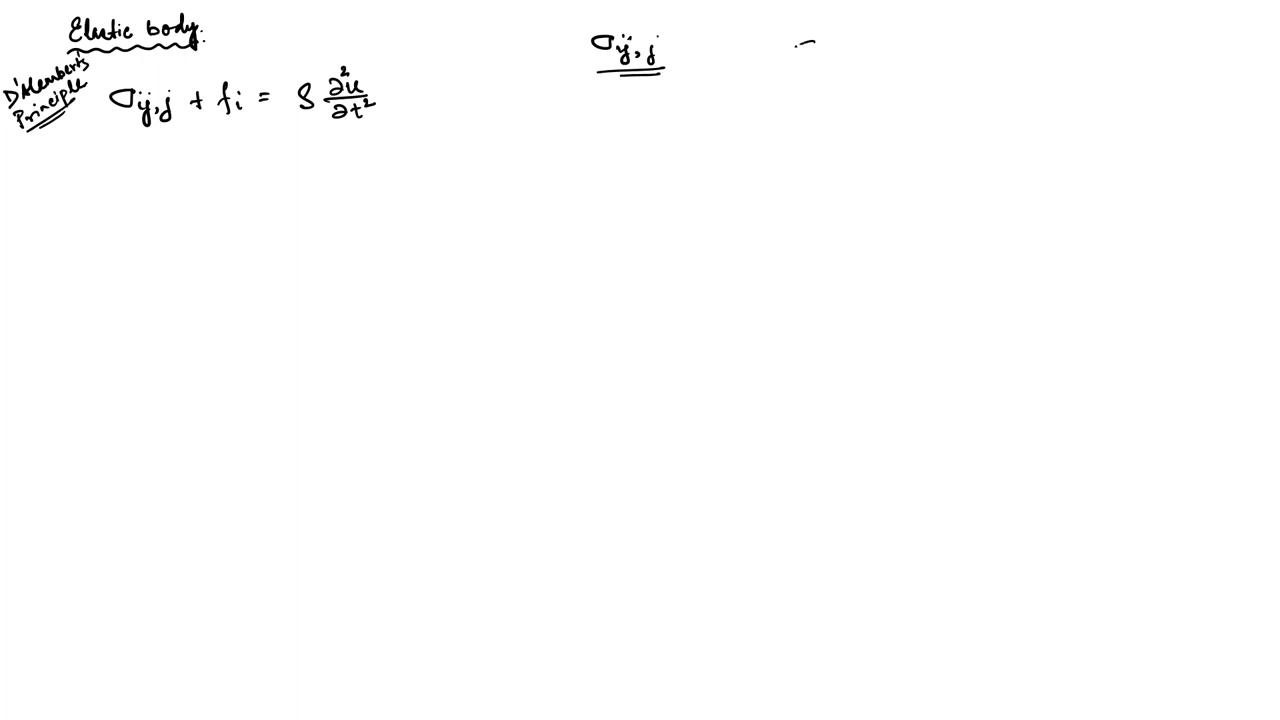 Elastic body:
D'Alembert's
Principle
σij,j + fi = ρ ∂²u/∂t²
σij,j